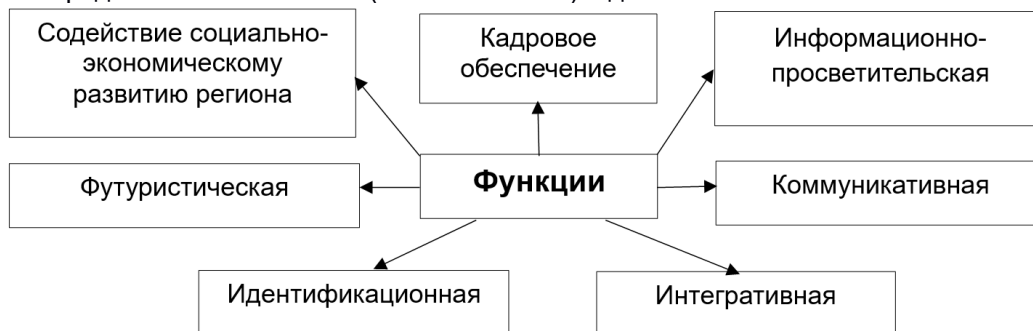 Содействие социально-
экономическому
развитию региона
Кадровое
обеспечение
Информационно-
просветительская
Футуристическая
Функции
Коммуникативная
Идентификационная
Интегративная